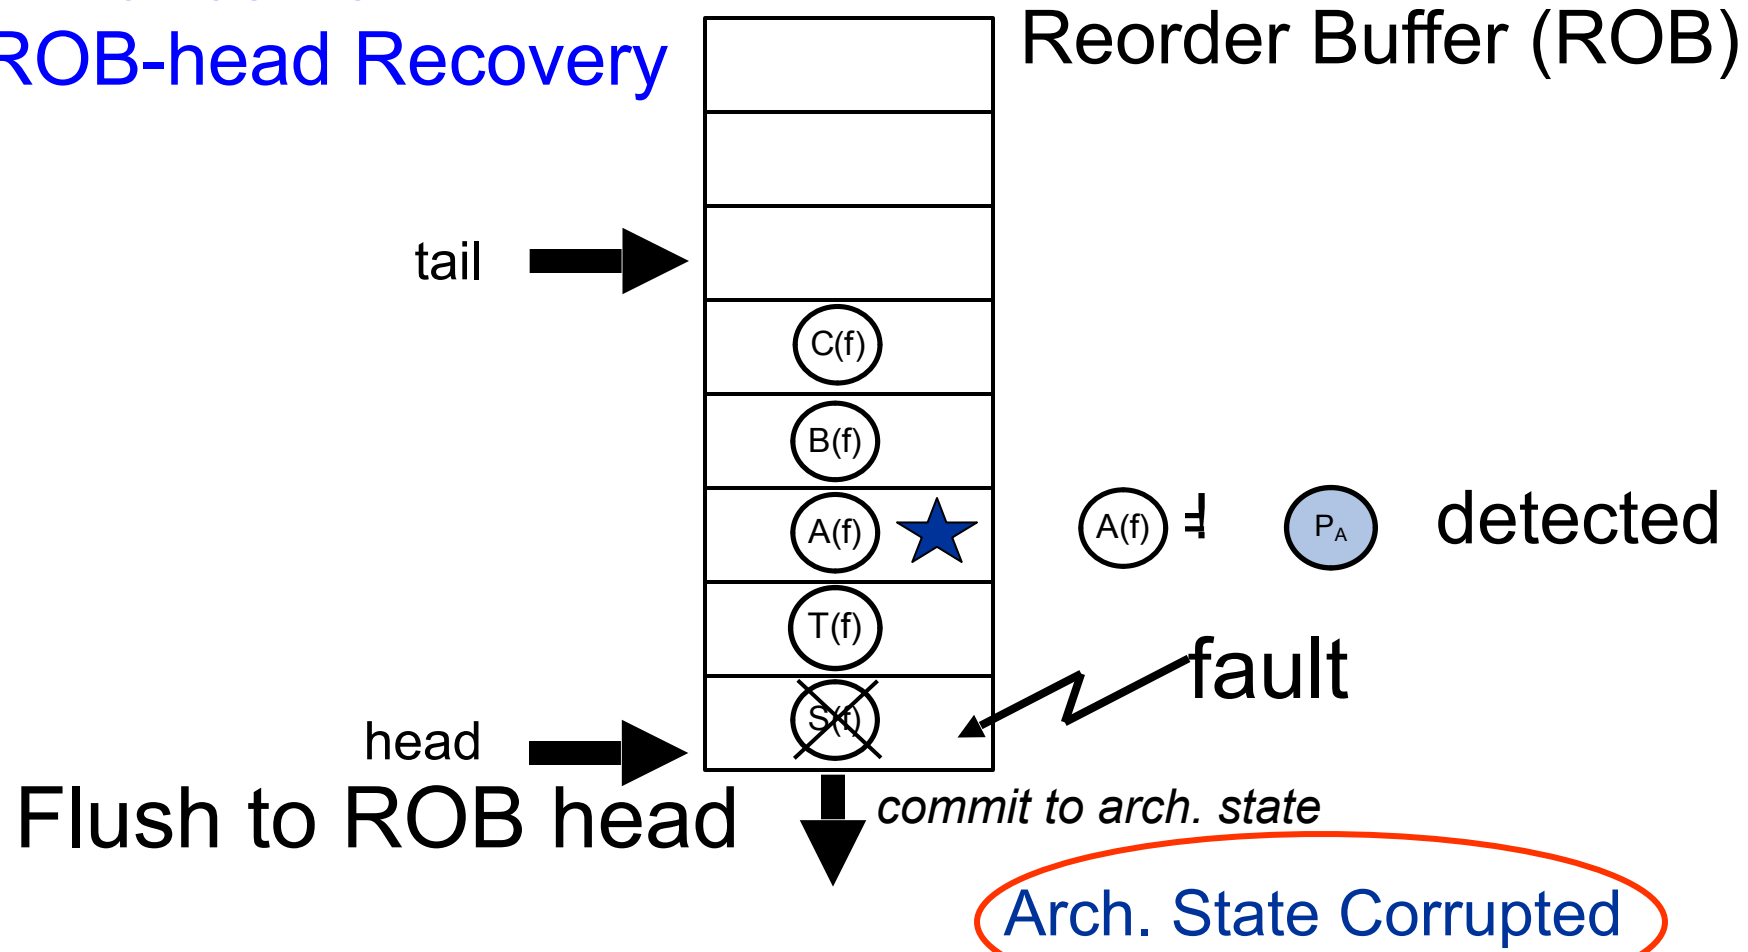 ROB-head Recovery
Reorder Buffer (ROB)
tail
C(f)
B(f)
A(f)
A(f) ≠ PA detected
T(f)
fault
S(f)
head
Flush to ROB head
commit to arch. state
Arch. State Corrupted